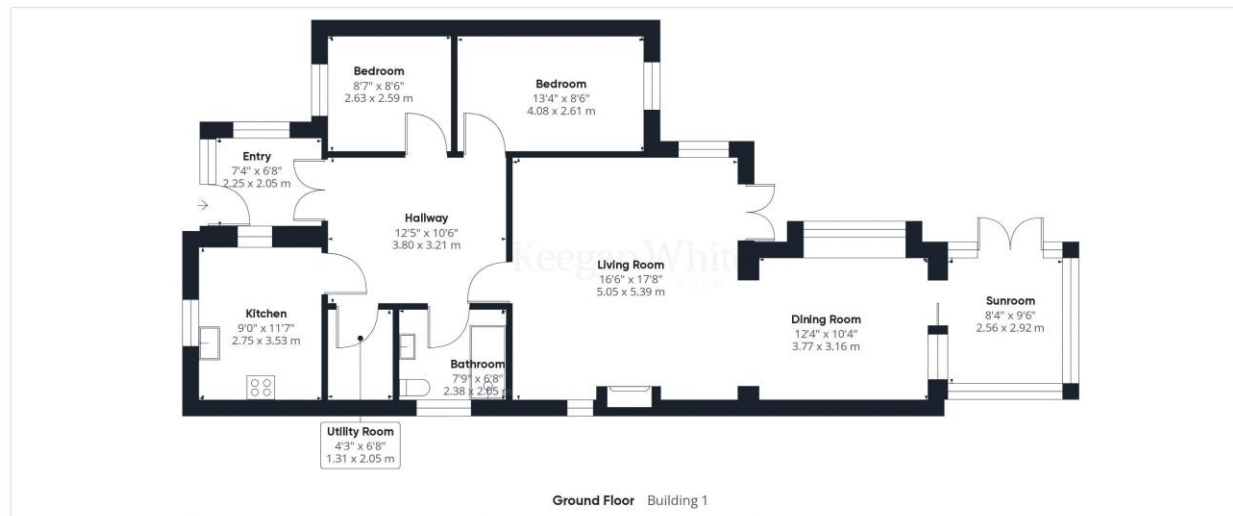 Bedroom
8'7" x 8'6"
2.63 x 2.59 m
Bedroom
13'4" x 8'6"
4.08 x 2.61 m
Entry
7'4" x 6'8"
2.25 x 2.05 m
Hallway
12'5" x 10'6"
3.80 x 3.21 m
Keegan White
Living Room
16'6" x 17'8"
5.05 x 5.39 m
Kitchen
9'0" x 11'7"
2.75 x 3.53 m
Dining Room
12'4" x 10'4"
3.77 x 3.16 m
Sunroom
8'4" x 9'6"
2.56 x 2.92 m
Bathroom
7'9" x 6'8"
2.38 x 2.05 m
Utility Room
4'3" x 6'8"
1.31 x 2.05 m
Ground Floor Building 1